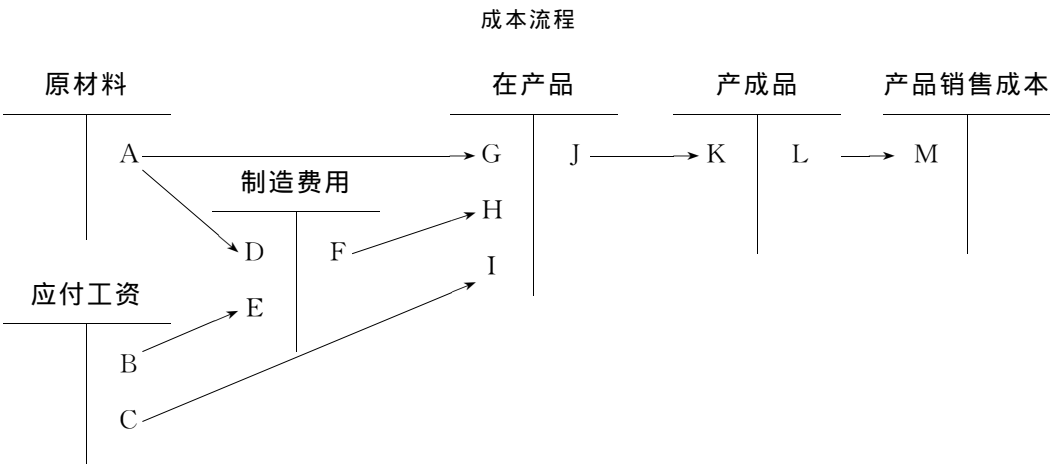 成本流程
原材料 在产品 产成品 产品销售成本
A G J K L M
制造费用
H
D F
I
应付工资
E
B
C